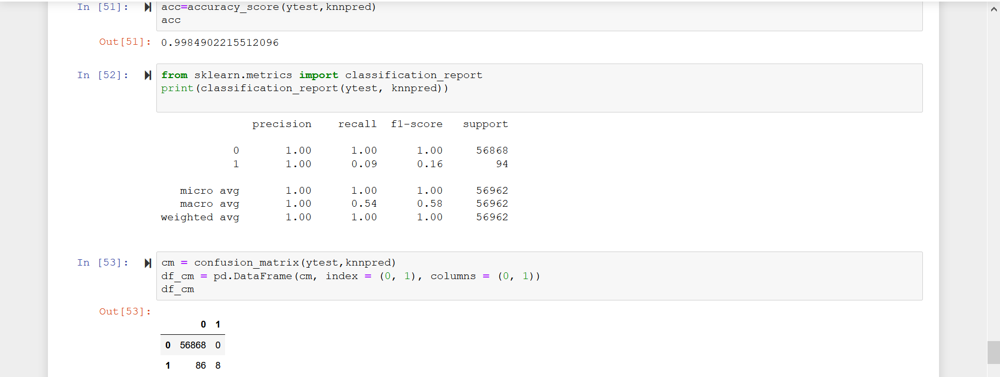 In [51]: acc=accuracy_score(ytest,knnpred)
acc
Out[51]: 0.9984902215512096
In [52]: from sklearn.metrics import classification_report
print(classification_report(ytest, knnpred))
precision recall f1-score support
0 1.00 1.00 1.00 56868
1 1.00 0.09 0.16 94
micro avg 1.00 1.00 1.00 56962
macro avg 1.00 0.54 0.58 56962
weighted avg 1.00 1.00 1.00 56962
In [53]: cm = confusion_matrix(ytest,knnpred)
df_cm = pd.DataFrame(cm, index = (0, 1), columns = (0, 1))
df_cm
Out[53]:
0 1
0 56868 0
1 86 8